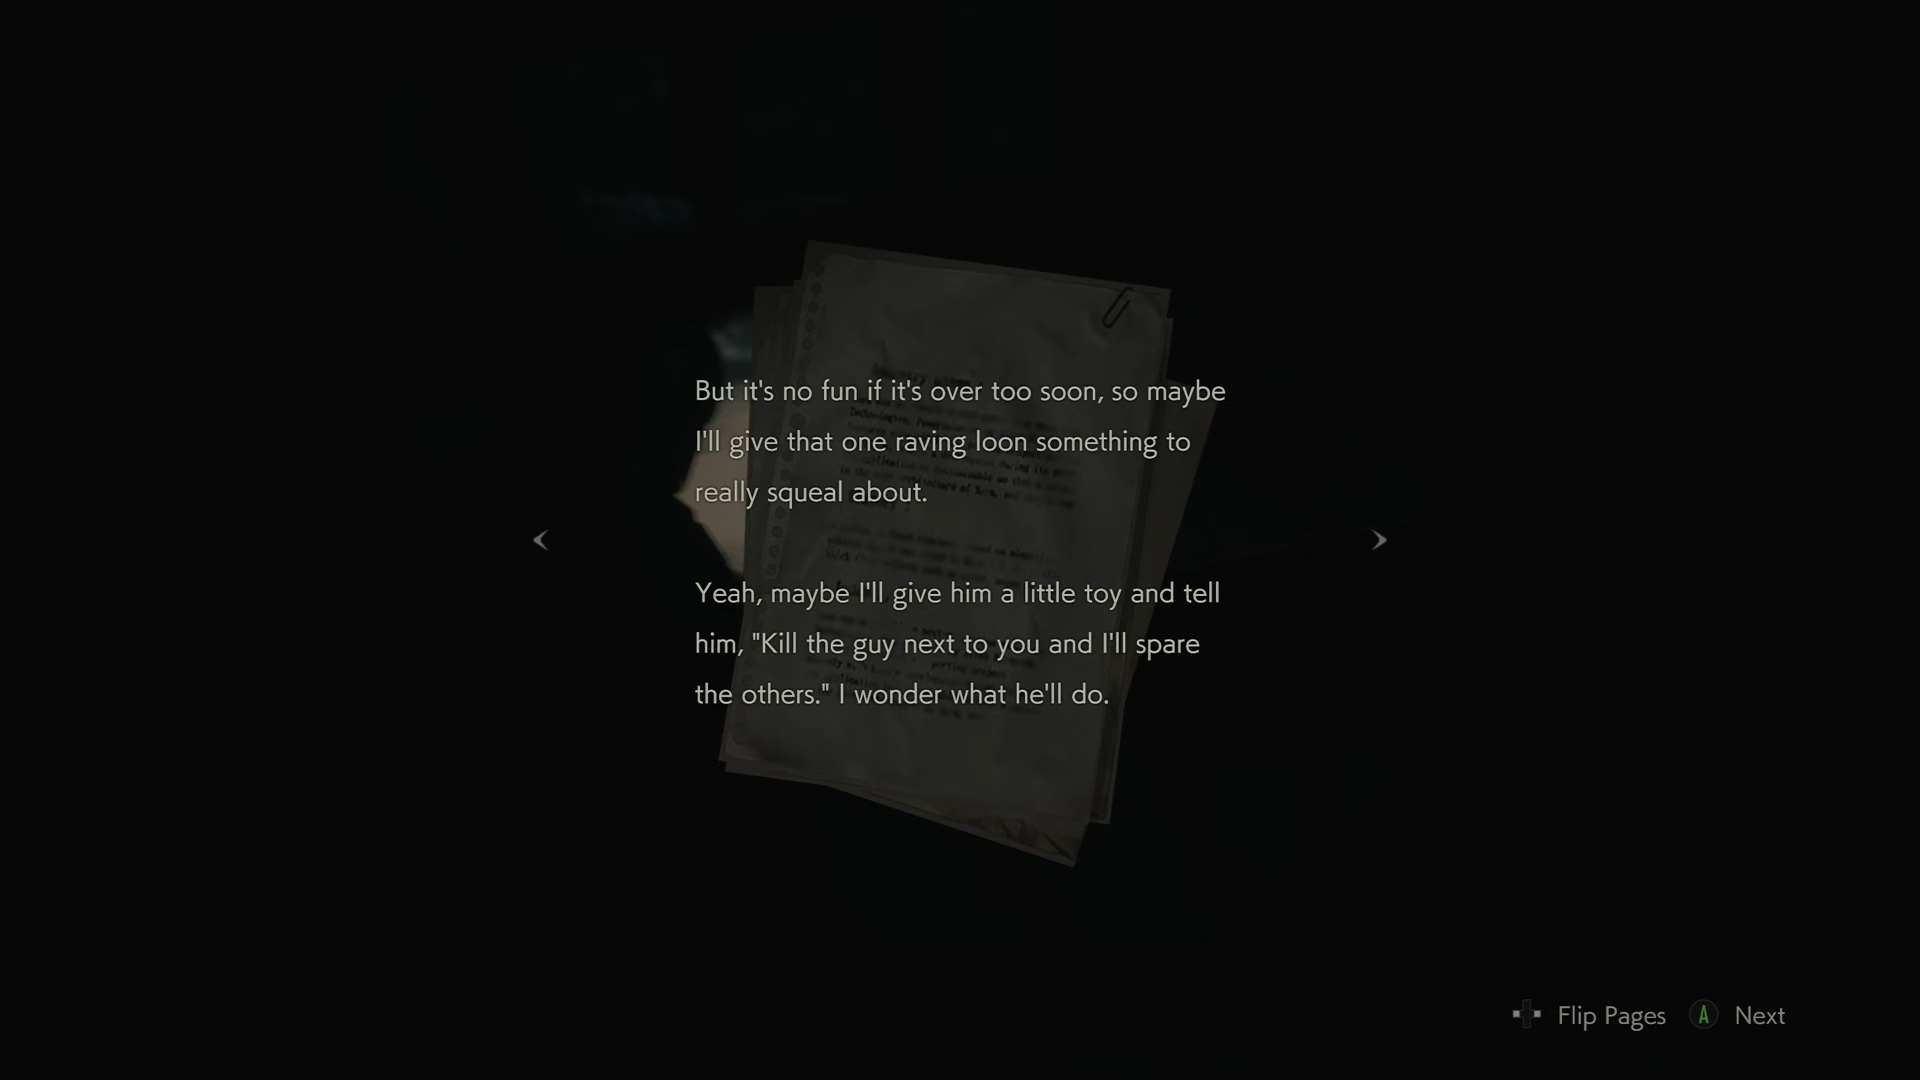 But it's no fun if it's over too soon, so maybe
I'll give that one raving loon something to
really squeal about.
Yeah, maybe I'll give him a little toy and tell
him, "Kill the guy next to you and I'll spare
the others." I wonder what he'll do.
Flip Pages A Next